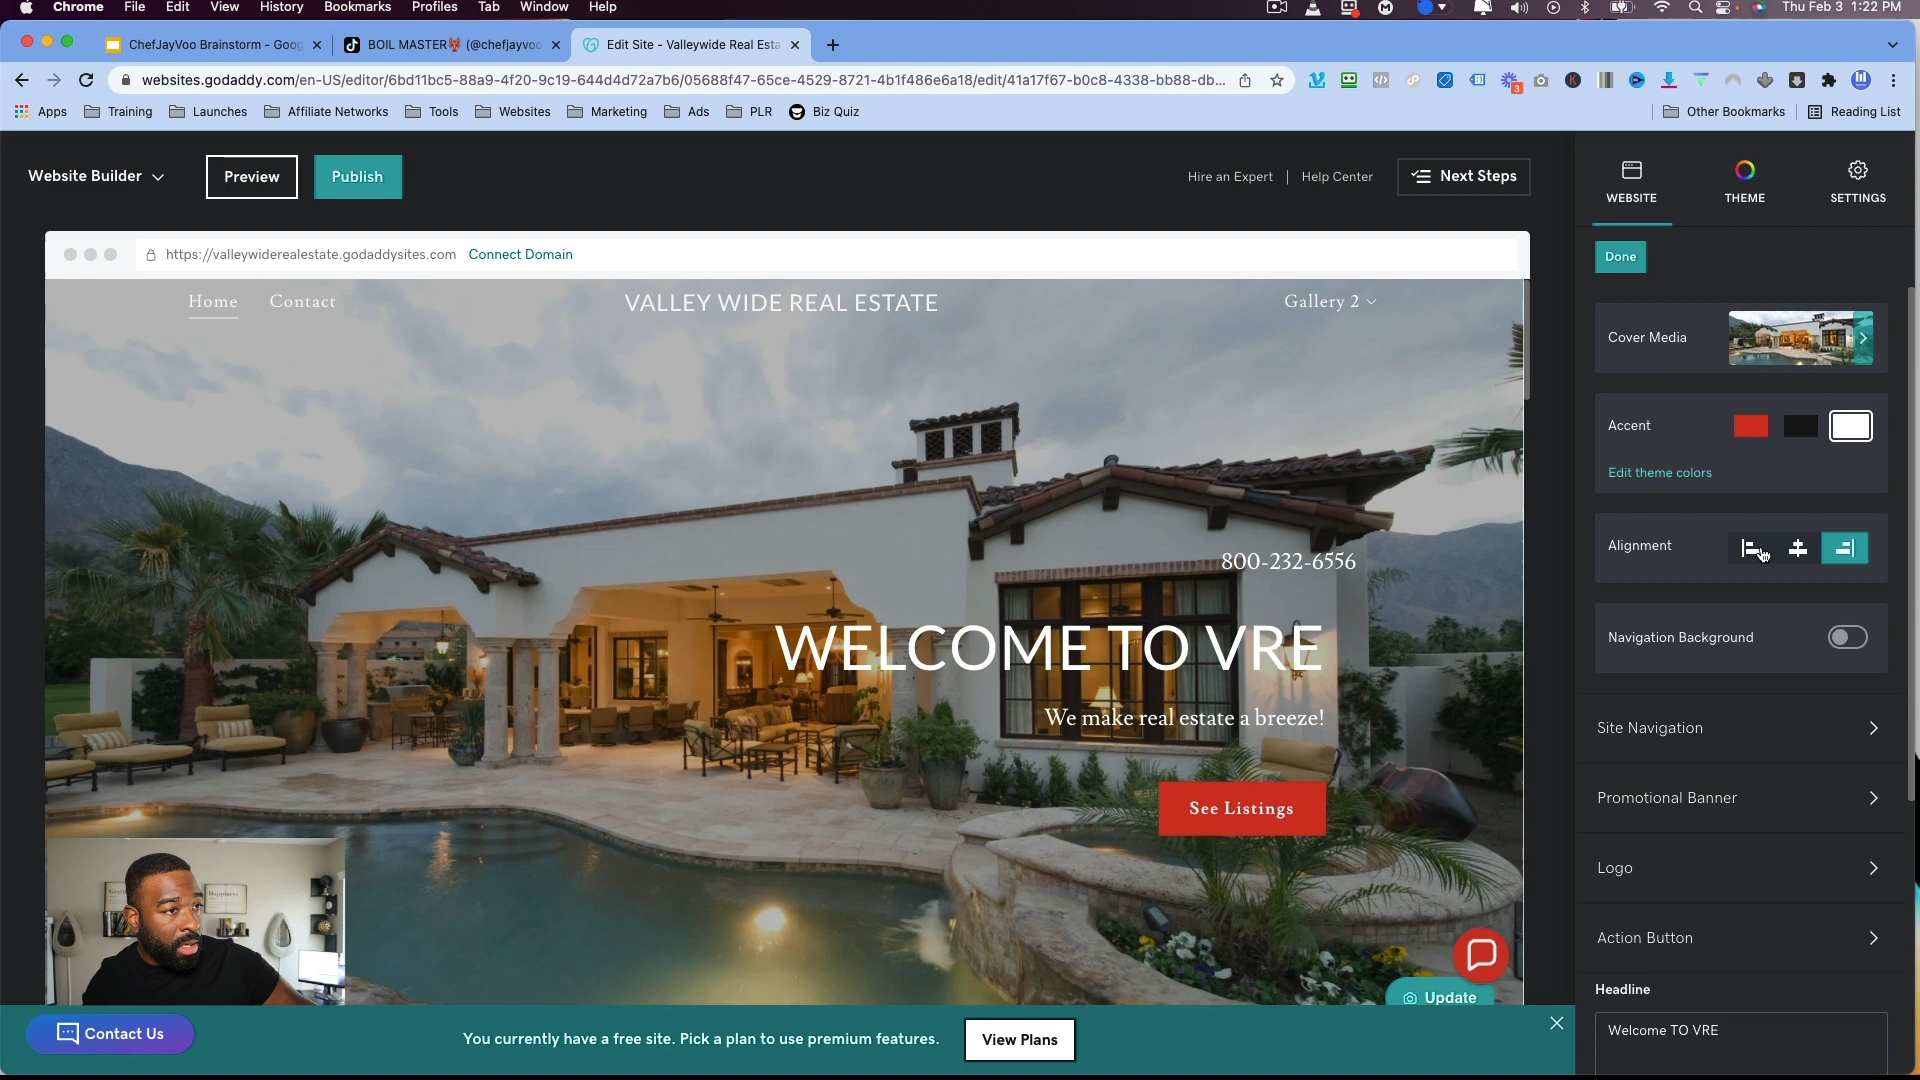 Chrome File Edit View History Bookmarks Profiles Tab Window Help Thu Feb 3 1:22 PM
ChefJayVoo Brainstorm - Goog BOIL MASTER (@chefjayvoo Edit Site - Valleywide Real Esta
websites.godaddy.com/en-US/editor/6bd11bc5-88a9-4f20-9c19-644d4d72a7b6/05688f47-65ce-4529-8721-4b1f486e6a18/edit/41a17f67-b0c8-4338-bb88-db...
3
Apps Training Launches Affiliate Networks Tools Websites Marketing Ads PLR Biz Quiz Other Bookmarks Reading List
Website Builder Preview Publish Hire an Expert | Help Center Next Steps
WEBSITE THEME SETTINGS
https://valleywiderealestate.godaddysites.com Connect Domain
Done
Home Contact VALLEY WIDE REAL ESTATE Gallery 2
Cover Media
Accent
Edit theme colors
Alignment
800-232-6556
WELCOME TO VRE
Navigation Background
We make real estate a breeze!
Site Navigation
See Listings
Promotional Banner
Logo
Action Button
Headline
Update
Welcome TO VRE
Contact Us
You currently have a free site. Pick a plan to use premium features. View Plans